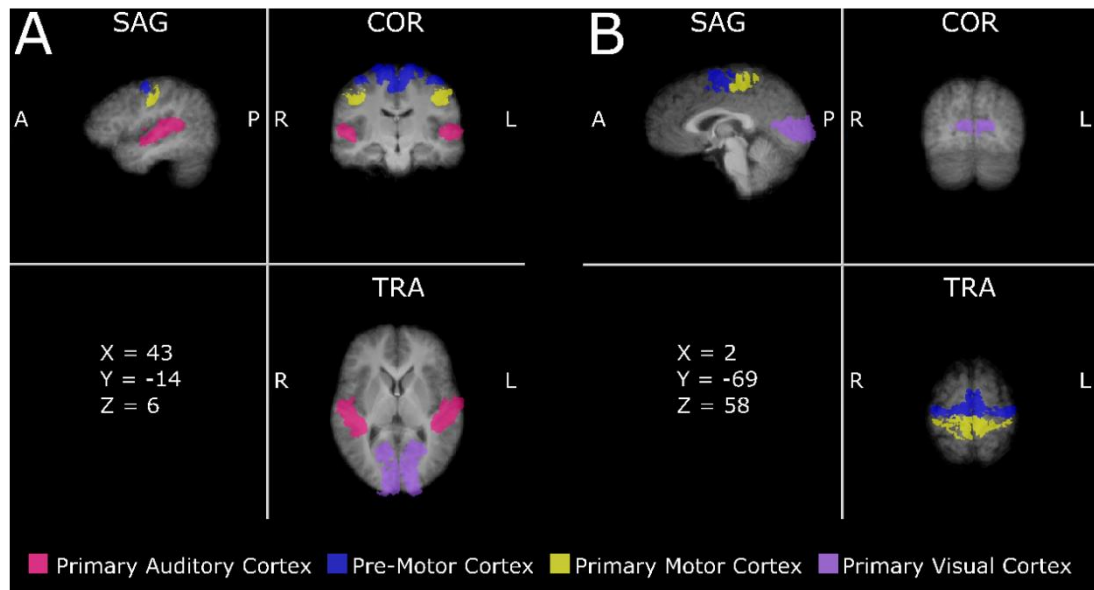 A
SAG
COR
A
P
R
L
TRA
X = 43
Y = -14
Z = 6
R
L
B
SAG
COR
A
P
R
L
TRA
X = 2
Y = -69
Z = 58
R
L
Primary Auditory Cortex
Pre-Motor Cortex
Primary Motor Cortex
Primary Visual Cortex